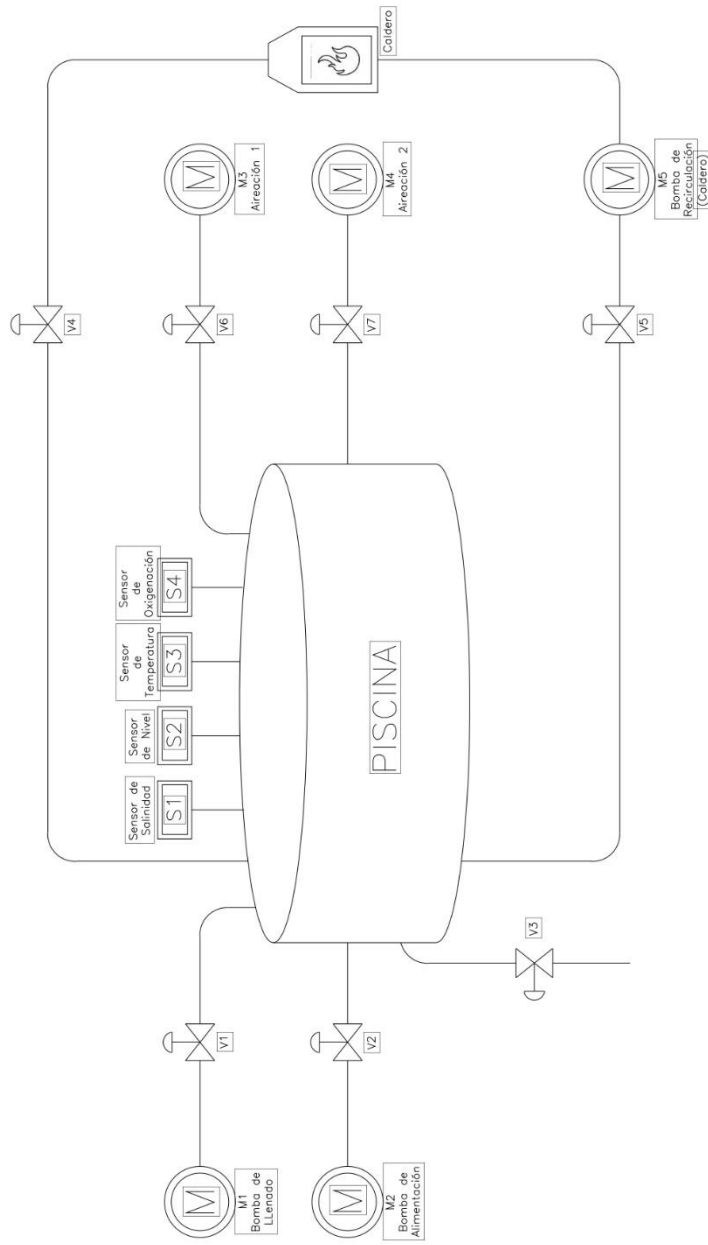 Caldero
V4
M
M3
Aireación 1
V6
M
M4
Aireación 2
V7
M
M5
Bomba de
Recirculación
(Caldero)
V5
Sensor de
Salinidad
S1
Sensor
de Nivel
S2
Sensor
de
Temperatura
S3
Sensor
de
Oxigenación
S4
PISCINA
V1
M
M1
Bomba de
LLenado
V2
M
M2
Bomba de
Alimentación
V3